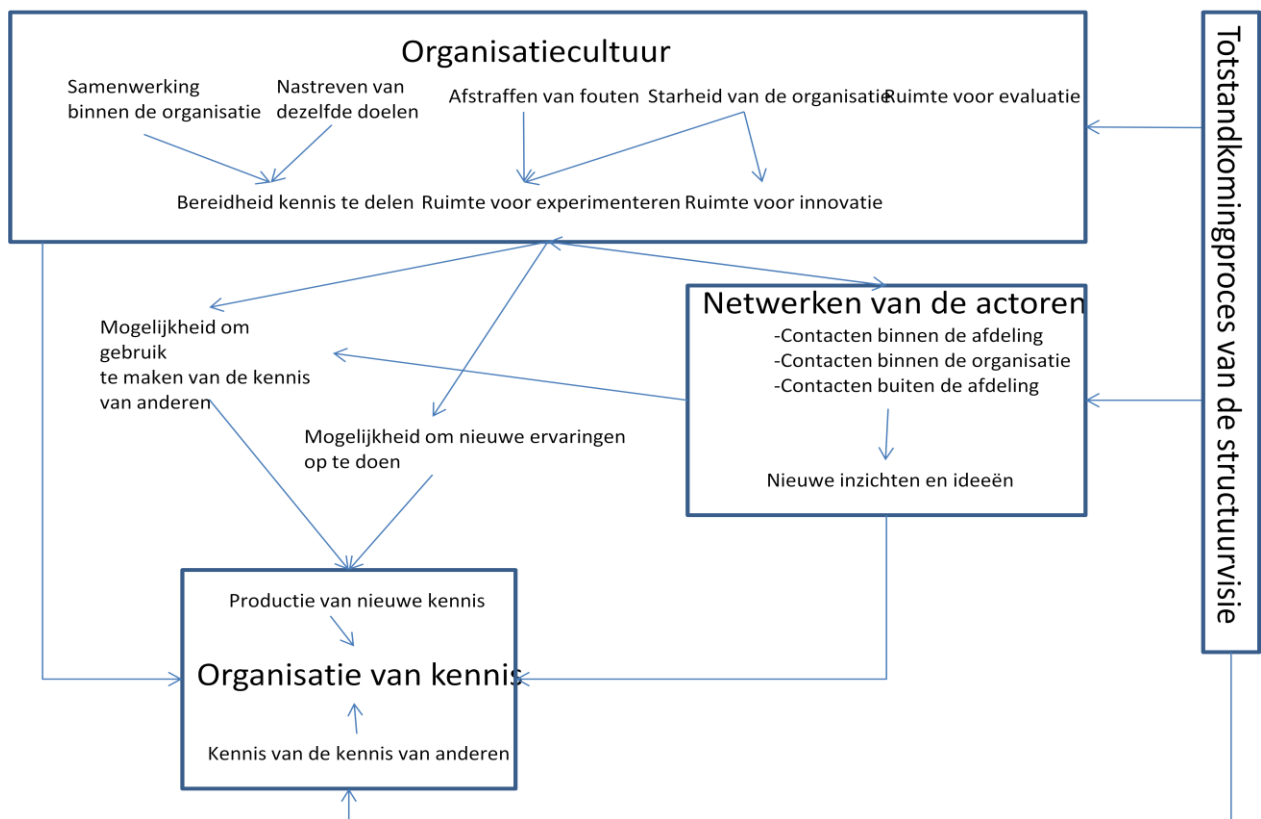 Organisatiecultuur
Samenwerking
binnen de organisatie
Nastreven van
dezelfde doelen
Afstraffen van fouten
Starheid van de organisatie
Ruimte voor evaluatie
Bereidheid kennis te delen
Ruimte voor experimenteren
Ruimte voor innovatie
Totstandkomingproces van de structuurvisie
Netwerken van de actoren
-Contacten binnen de afdeling
-Contacten binnen de organisatie
-Contacten buiten de afdeling
Nieuwe inzichten en ideeën
Mogelijkheid om
gebruik
te maken van de kennis
van anderen
Mogelijkheid om nieuwe ervaringen
op te doen
Productie van nieuwe kennis
Organisatie van kennis
Kennis van de kennis van anderen